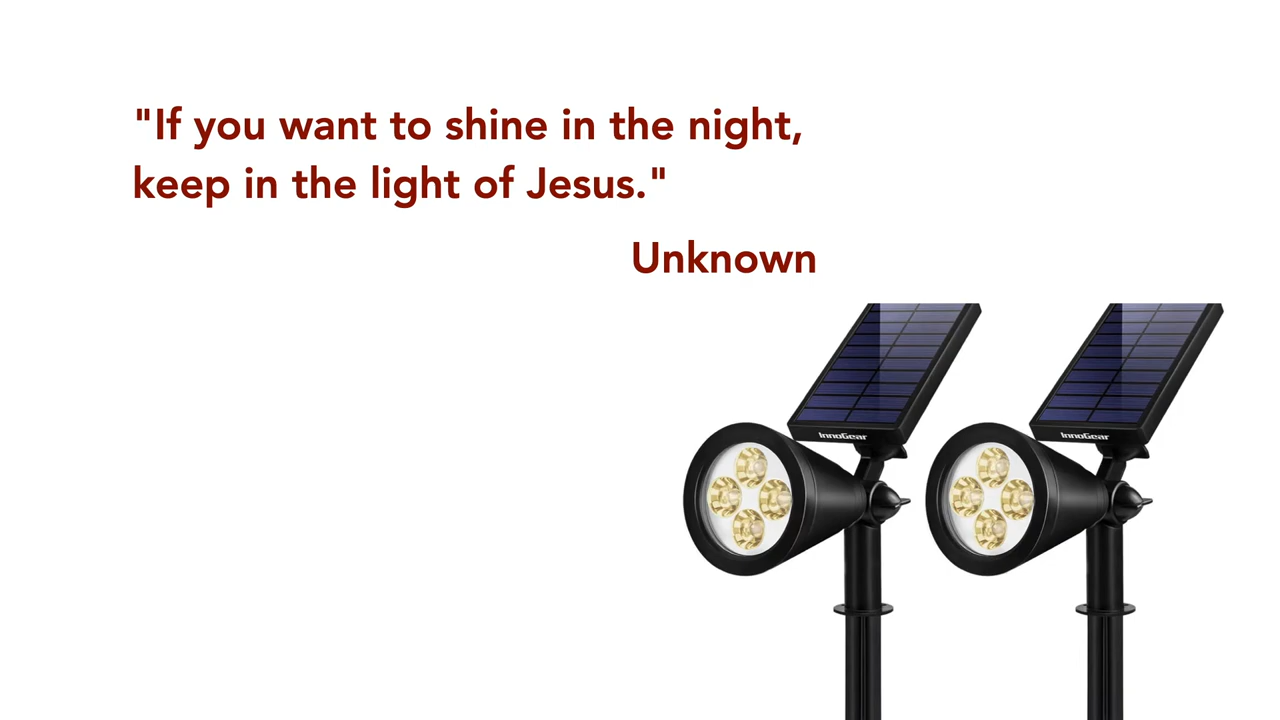 "If you want to shine in the night,
keep in the light of Jesus."
Unknown
InnoGear
InnoGear